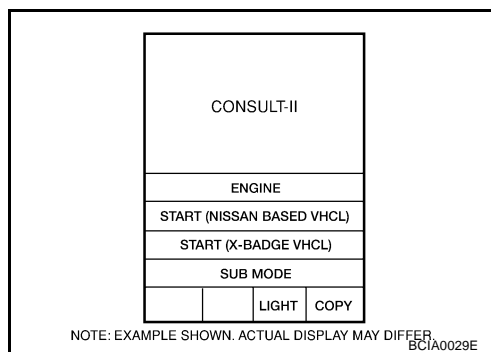 CONSULT-II
ENGINE
START (NISSAN BASED VHCL)
START (X-BADGE VHCL)
SUB MODE
LIGHT COPY
NOTE: EXAMPLE SHOWN. ACTUAL DISPLAY MAY DIFFER.
BCIA0029E